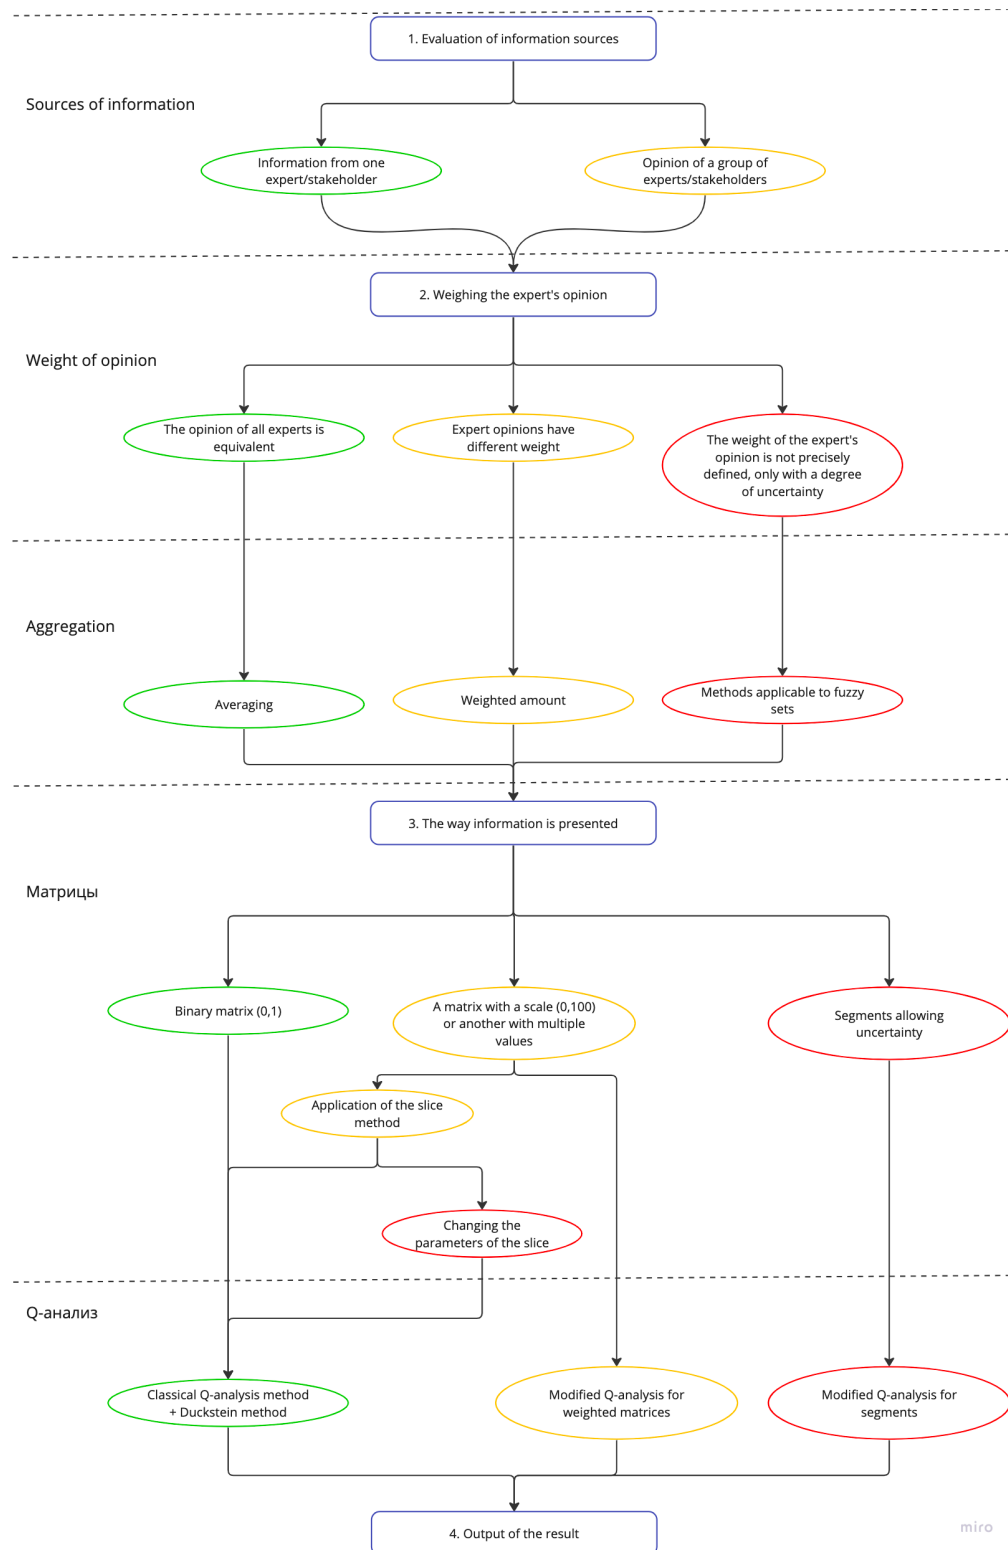 1. Evaluation of information sources
Sources of information
Information from one
expert/stakeholder
Opinion of a group of
experts/stakeholders
2. Weighing the expert's opinion
Weight of opinion
The opinion of all experts is
equivalent
Expert opinions have
different weight
The weight of the expert's
opinion is not precisely
defined, only with a degree
of uncertainty
Aggregation
Averaging
Weighted amount
Methods applicable to fuzzy
sets
3. The way information is presented
Матрицы
Binary matrix (0,1)
A matrix with a scale (0,100)
or another with multiple
values
Segments allowing
uncertainty
Application of the slice
method
Changing the
parameters of the slice
Q-анализ
Classical Q-analysis method
+ Duckstein method
Modified Q-analysis for
weighted matrices
Modified Q-analysis for
segments
4. Output of the result
miro